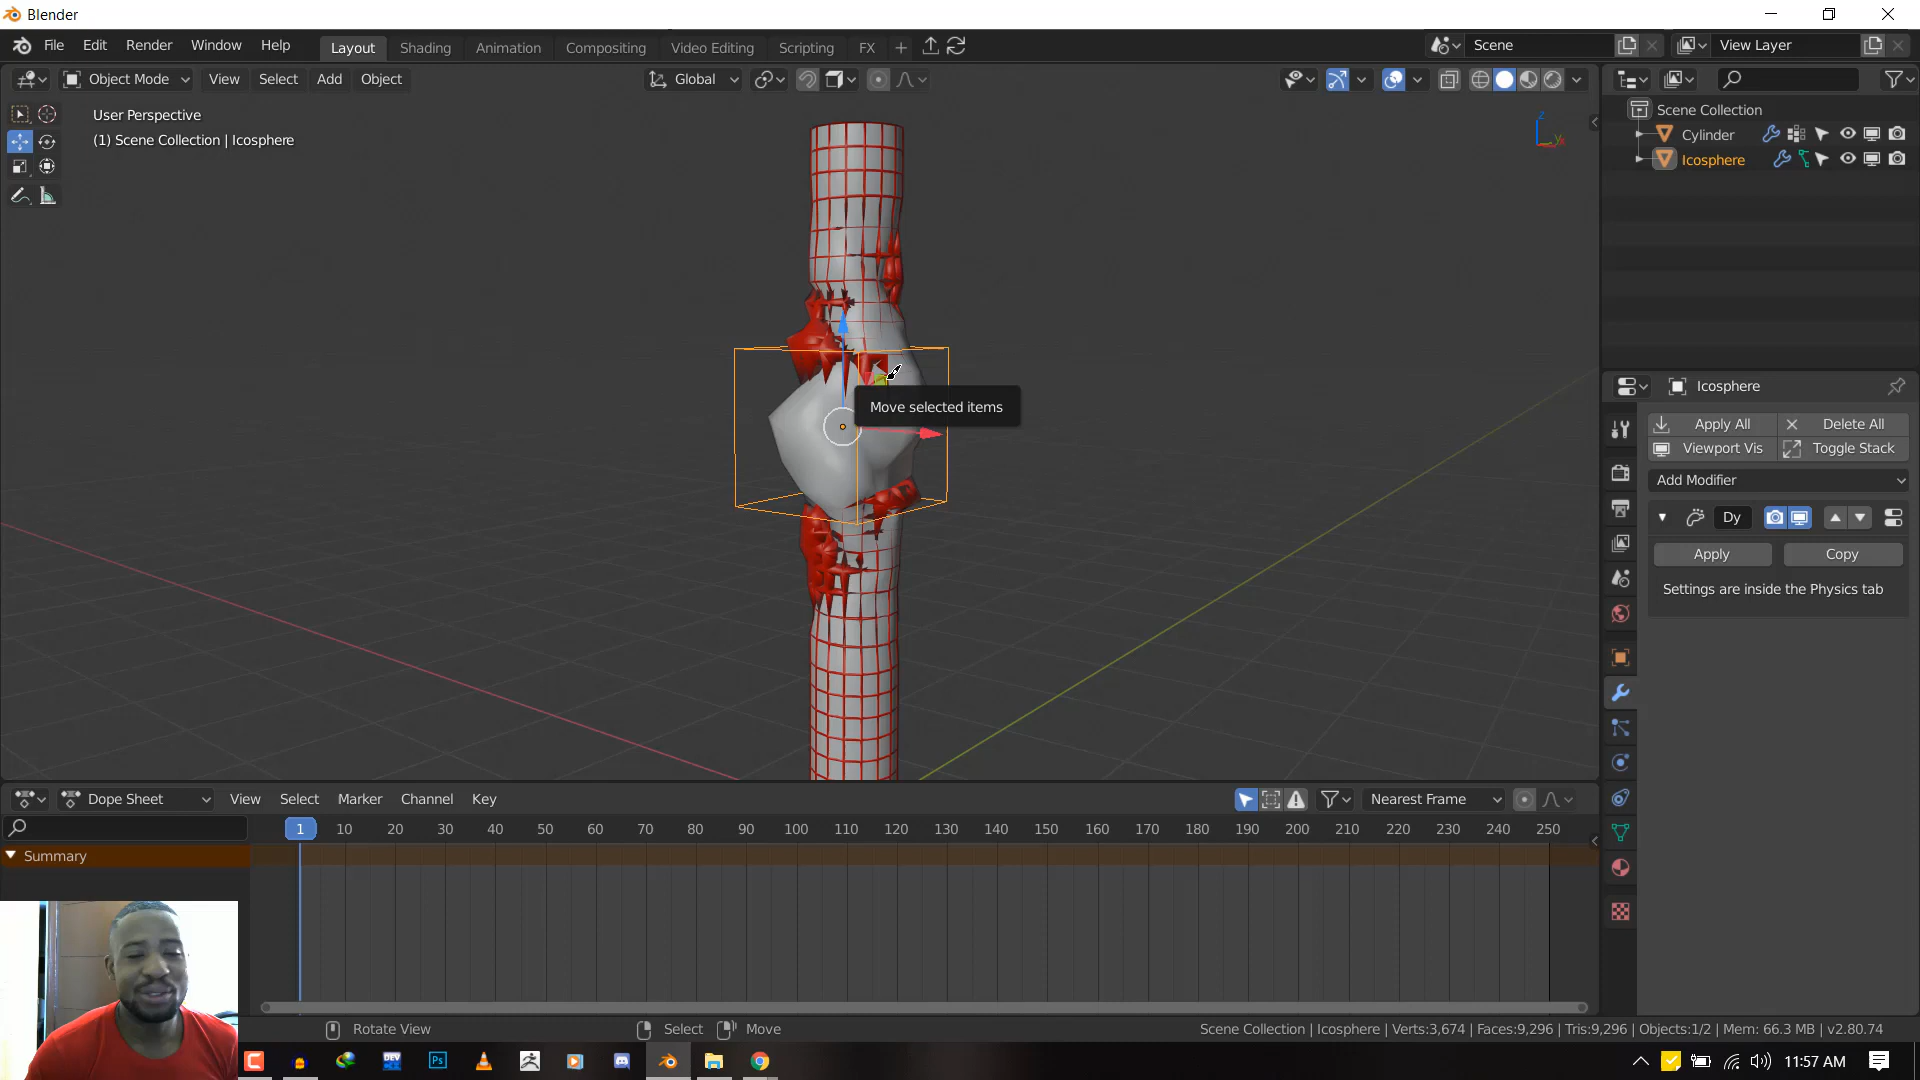 Blender
File Edit Render Window Help Layout Shading Animation Compositing Video Editing Scripting FX Scene View Layer
Object Mode View Select Add Object Global
User Perspective
(1) Scene Collection | Icosphere
Z
Y
Move selected items
Scene Collection
Cylinder
Icosphere
Icosphere
Apply All Delete All
Viewport Vis Toggle Stack
Add Modifier
Dy
Apply Copy
Settings are inside the Physics tab
Dope Sheet View Select Marker Channel Key Nearest Frame
1 10 20 30 40 50 60 70 80 90 100 110 120 130 140 150 160 170 180 190 200 210 220 230 240 250
Summary
Rotate View Select Move Scene Collection | Icosphere | Verts:3,674 | Faces:9,296 | Tris:9,296 | Objects:1/2 | Mem: 66.3 MB | v2.80.74
DEV
Ps
11:57 AM